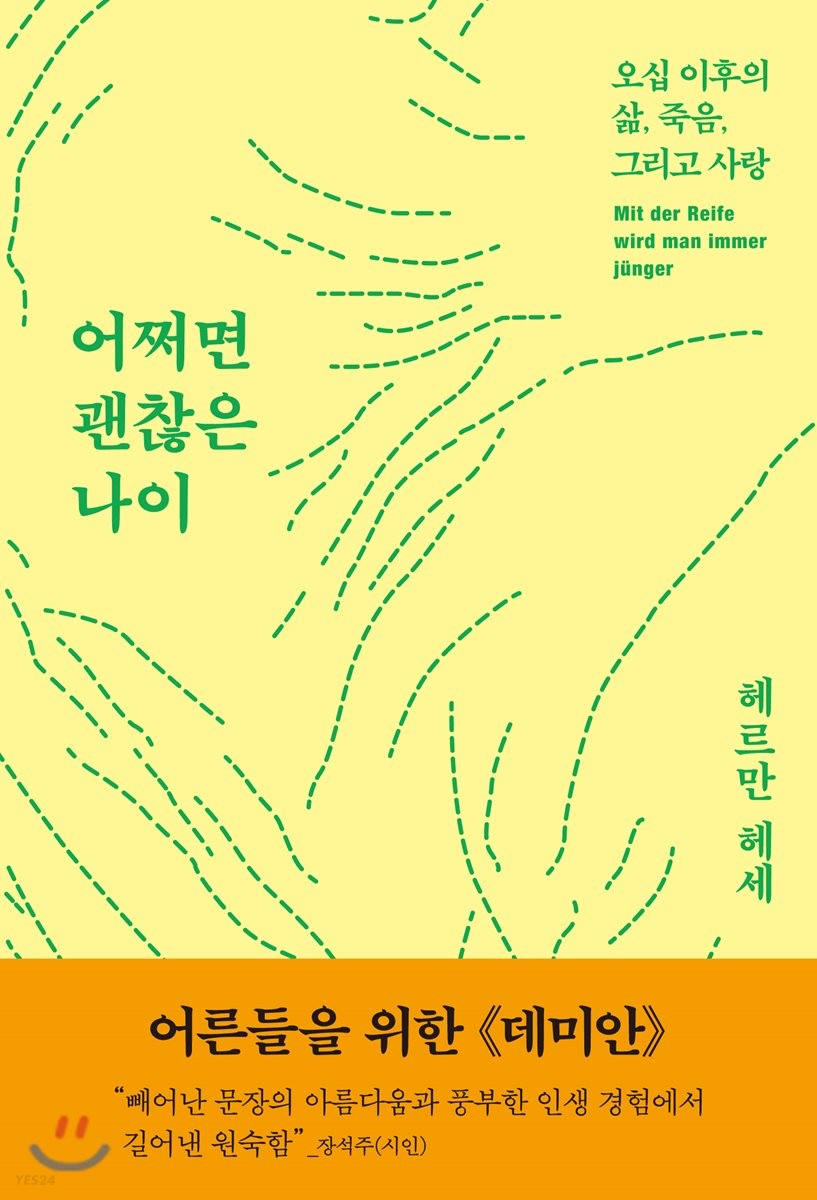 오십 이후의
삶, 죽음,
그리고 사랑
Mit der Reife
wird man immer
jünger
어쩌면
괜찮은
나이
헤르만 헤세
어른들을 위한 《데미안》
“빼어난 문장의 아름다움과 풍부한 인생 경험에서
길어낸 원숙함”_장석주(시인)
YES24